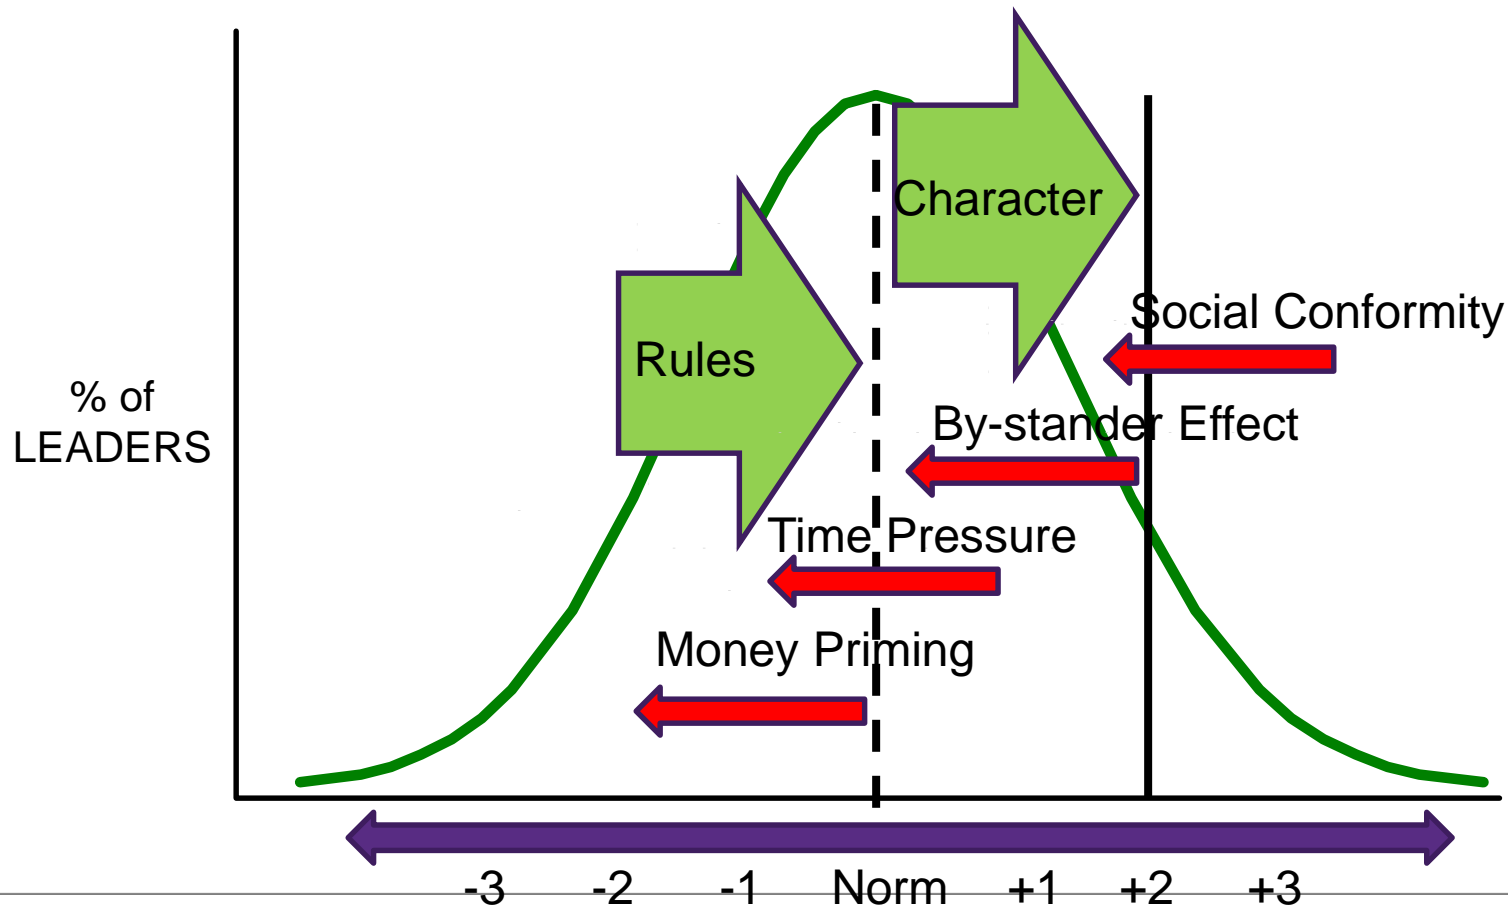 Character
Social Conformity
Rules
% of
LEADERS
By-stander Effect
Time Pressure
Money Priming
-3 -2 -1 Norm +1 +2 +3